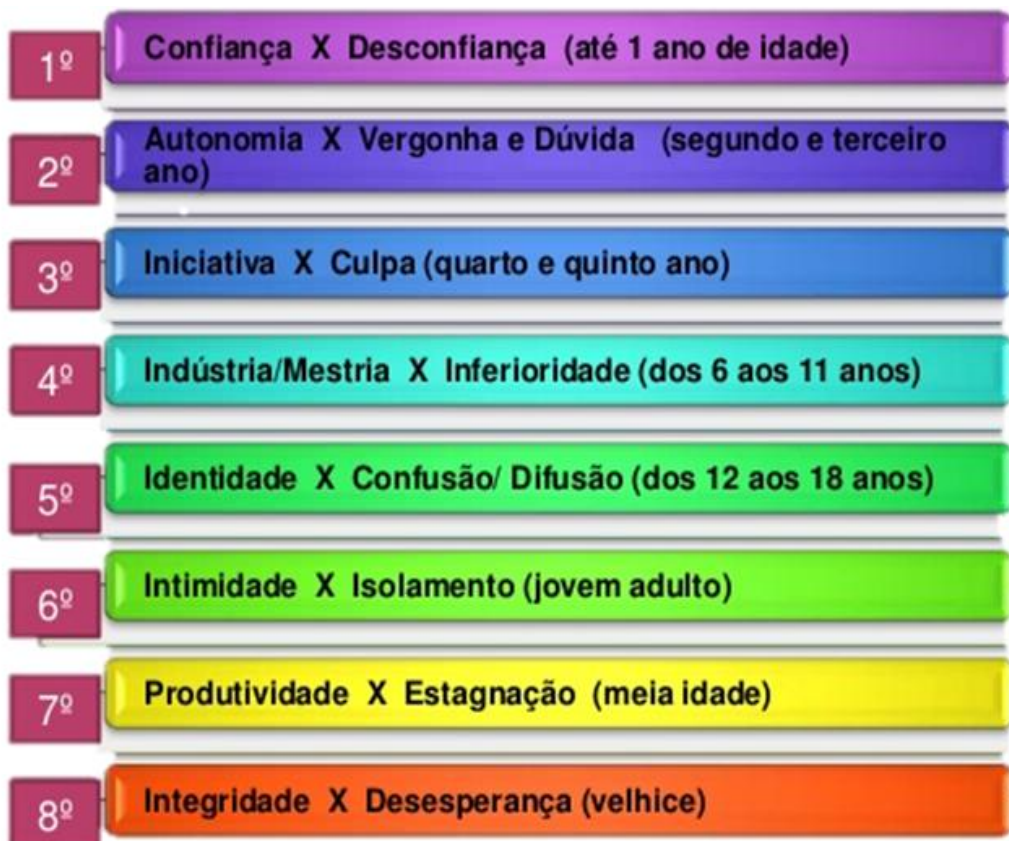 1º
Confiança X Desconfiança (até 1 ano de idade)
2º
Autonomia X Vergonha e Dúvida (segundo e terceiro
ano)
3º
Iniciativa X Culpa (quarto e quinto ano)
4º
Indústria/Mestria X Inferioridade (dos 6 aos 11 anos)
5º
Identidade X Confusão/ Difusão (dos 12 aos 18 anos)
6º
Intimidade X Isolamento (jovem adulto)
7º
Produtividade X Estagnação (meia idade)
8º
Integridade X Desesperança (velhice)